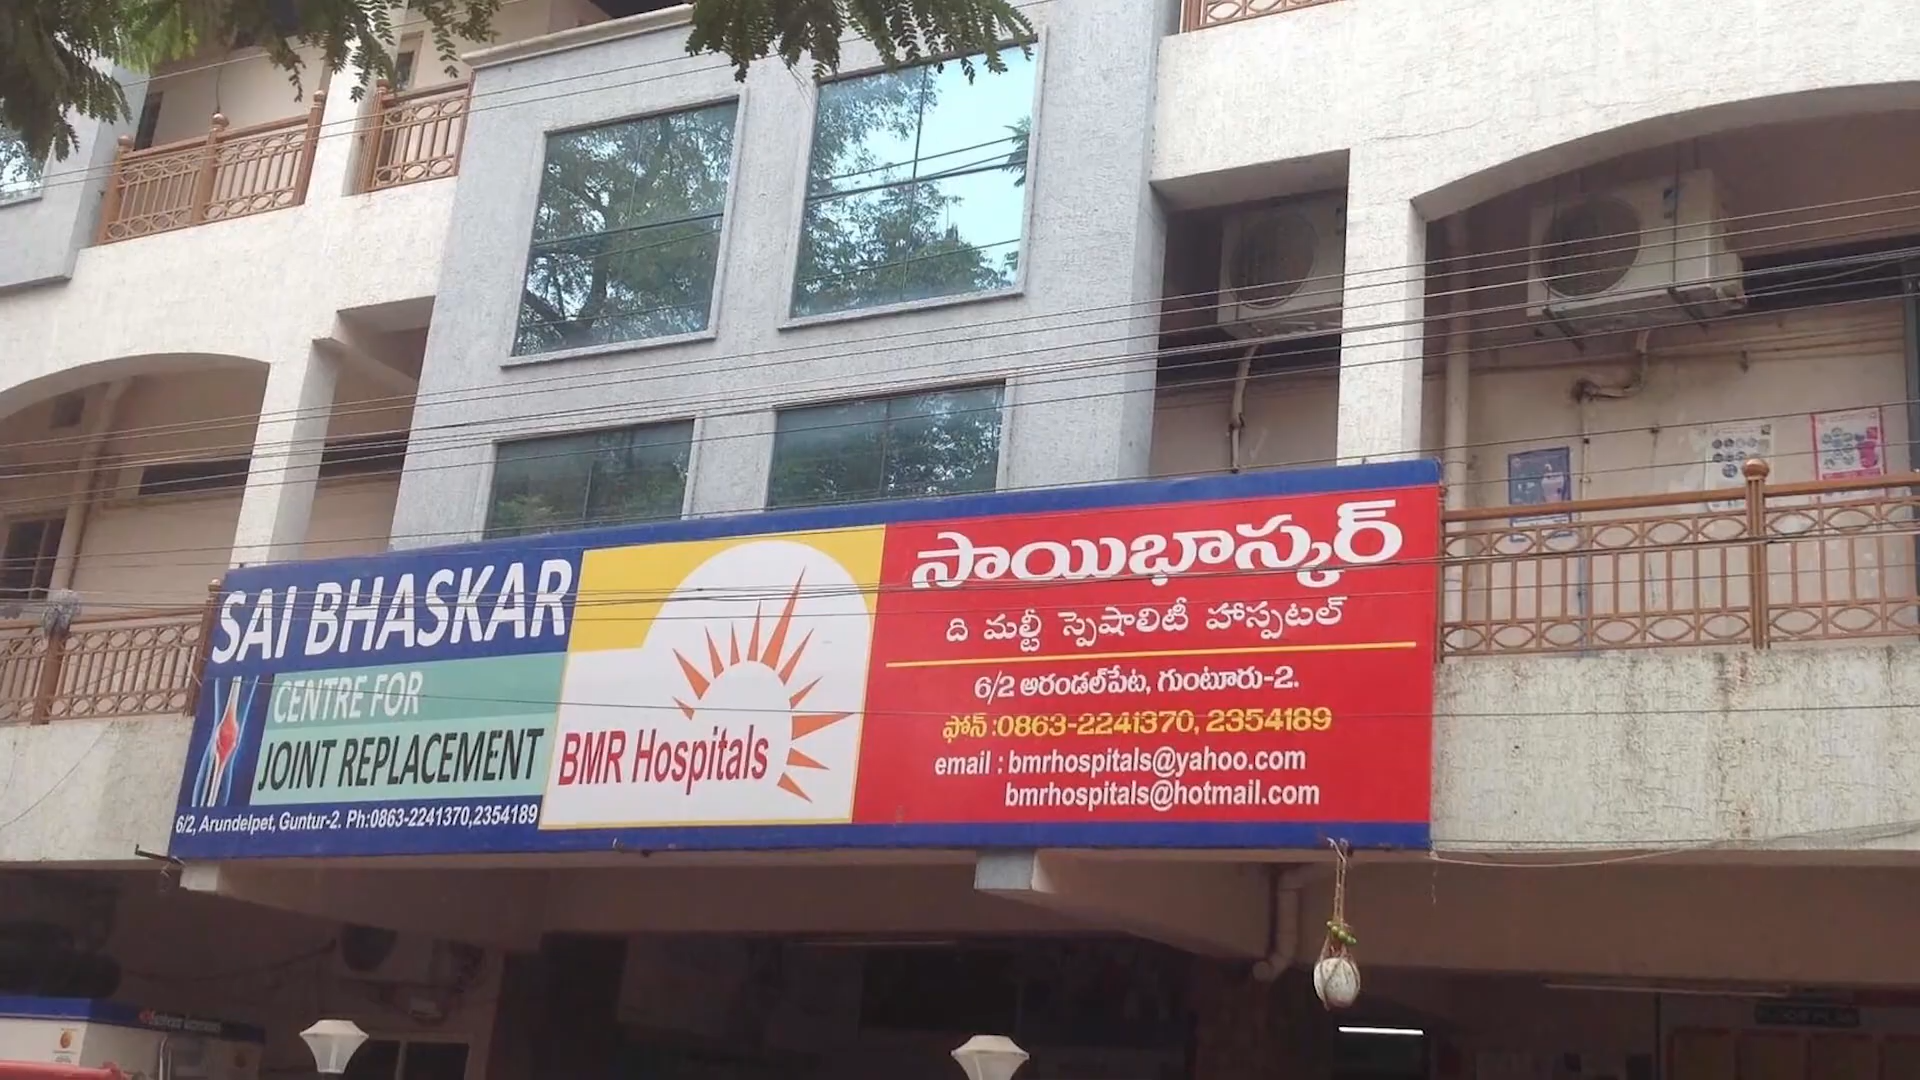 SAI BHASKAR
CENTRE FOR
JOINT REPLACEMENT
6/2, Arundelpet, Guntur-2. Ph:0863-2241370,2354189
BMR Hospitals
సాయిభాస్కర్
ది మల్టీ స్పెషాలిటీ హాస్పటల్
6/2 అరండల్‌పేట, గుంటూరు-2.
ఫోన్ :0863-2241370, 2354189
email : bmrhospitals@yahoo.com
bmrhospitals@hotmail.com